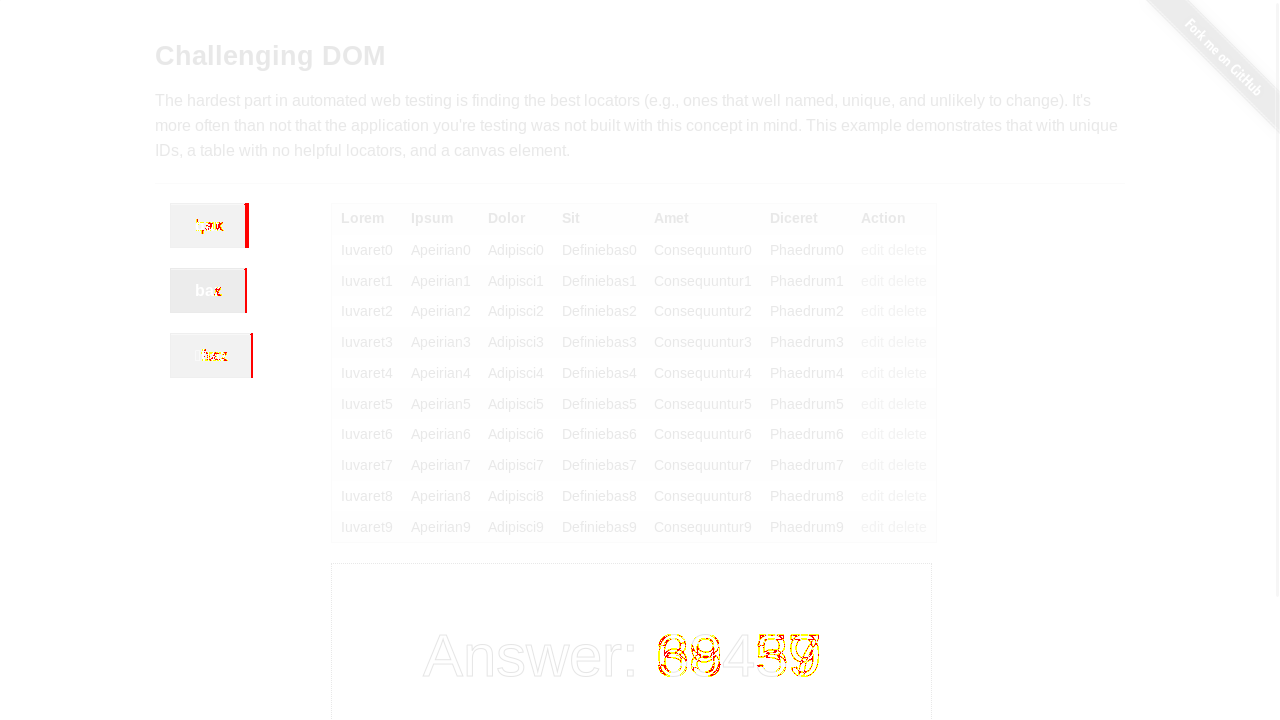 Fork me on GitHub
Challenging DOM
The hardest part in automated web testing is finding the best locators (e.g., ones that well named, unique, and unlikely to change). It's
more often than not that the application you're testing was not built with this concept in mind. This example demonstrates that with unique
IDs, a table with no helpful locators, and a canvas element.
Lorem Ipsum Dolor Sit Amet Diceret Action
Iuvaret0 Apeirian0 Adipisci0 Definiebas0 Consequuntur0 Phaedrum0 edit delete
Iuvaret1 Apeirian1 Adipisci1 Definiebas1 Consequuntur1 Phaedrum1 edit delete
Iuvaret2 Apeirian2 Adipisci2 Definiebas2 Consequuntur2 Phaedrum2 edit delete
Iuvaret3 Apeirian3 Adipisci3 Definiebas3 Consequuntur3 Phaedrum3 edit delete
Iuvaret4 Apeirian4 Adipisci4 Definiebas4 Consequuntur4 Phaedrum4 edit delete
Iuvaret5 Apeirian5 Adipisci5 Definiebas5 Consequuntur5 Phaedrum5 edit delete
Iuvaret6 Apeirian6 Adipisci6 Definiebas6 Consequuntur6 Phaedrum6 edit delete
Iuvaret7 Apeirian7 Adipisci7 Definiebas7 Consequuntur7 Phaedrum7 edit delete
Iuvaret8 Apeirian8 Adipisci8 Definiebas8 Consequuntur8 Phaedrum8 edit delete
Iuvaret9 Apeirian9 Adipisci9 Definiebas9 Consequuntur9 Phaedrum9 edit delete
Answer: